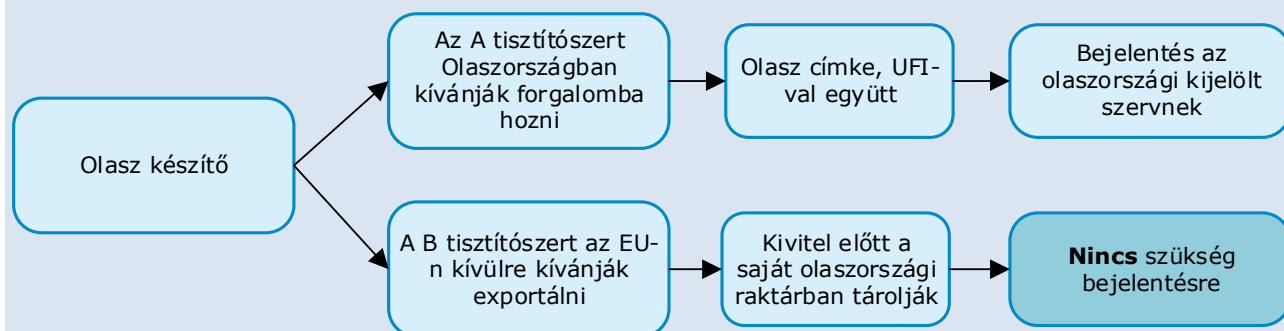 Olasz készítő
Az A tisztítószert
Olaszországban
kívánják forgalomba
hozni
Olasz címke, UFI-
val együtt
Bejelentés az
olaszországi kijelölt
szervnek
A B tisztítószert az EU-
n kívülre kívánják
exportálni
Kivitel előtt a
saját olaszországi
raktárban tárolják
Nincs szükség
bejelentésre